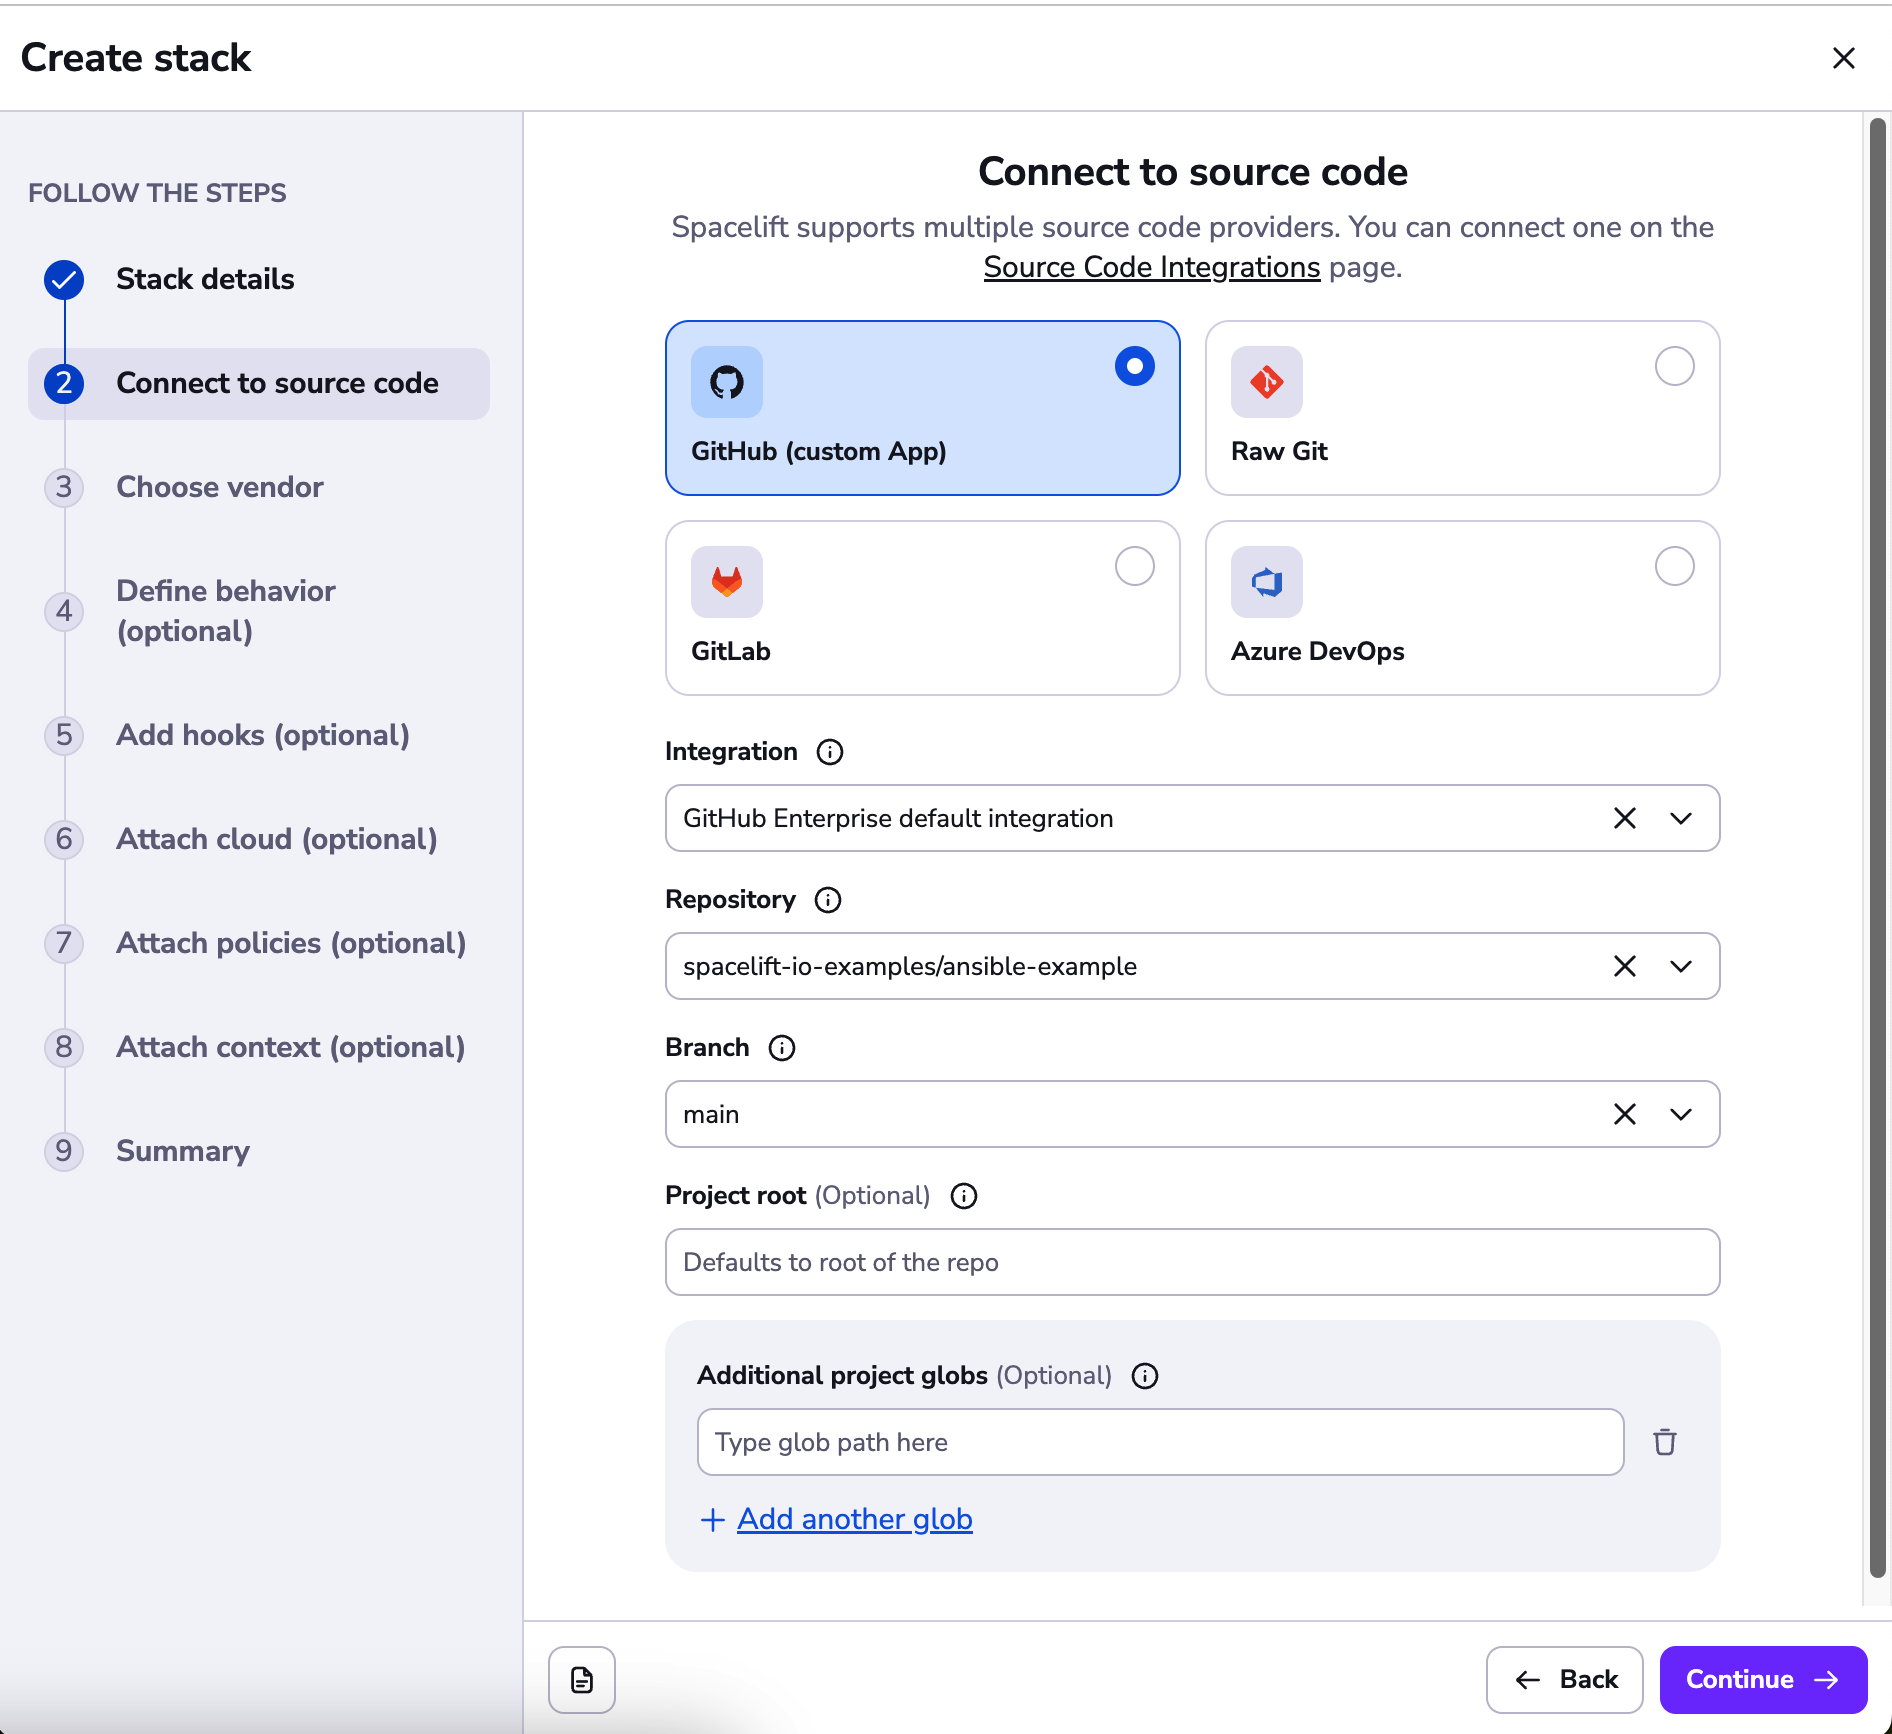 Create stack
FOLLOW THE STEPS
Stack details
2
Connect to source code
3
Choose vendor
4
Define behavior
(optional)
5
Add hooks (optional)
6
Attach cloud (optional)
7
Attach policies (optional)
8
Attach context (optional)
9
Summary
Connect to source code
Spacelift supports multiple source code providers. You can connect one on the
Source Code Integrations page.
GitHub (custom App)
Raw Git
GitLab
Azure DevOps
Integration
GitHub Enterprise default integration
Repository
spacelift-io-examples/ansible-example
Branch
main
Project root (Optional)
Defaults to root of the repo
Additional project globs (Optional)
Type glob path here
Add another glob
Back
Continue